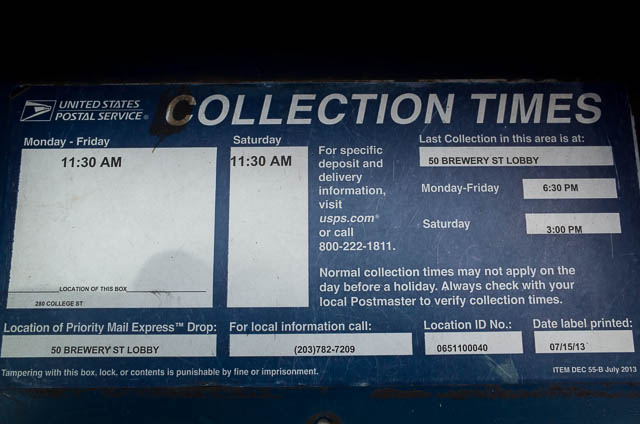 UNITED STATES
POSTAL SERVICE®
COLLECTION TIMES
Monday - Friday
11:30 AM
LOCATION OF THIS BOX
280 COLLEGE ST
Saturday
11:30 AM
For specific
deposit and
delivery
information,
visit
usps.com®
or call
800-222-1811.
Last Collection in this area is at:
50 BREWERY ST LOBBY
Monday-Friday
6:30 PM
Saturday
3:00 PM
Normal collection times may not apply on the
day before a holiday. Always check with your
local Postmaster to verify collection times.
Location of Priority Mail Express™ Drop:
50 BREWERY ST LOBBY
For local information call:
(203)782-7209
Location ID No.:
0651100040
Date label printed:
07/15/13
Tampering with this box, lock, or contents is punishable by fine or imprisonment.
ITEM DEC 55-B July 2013